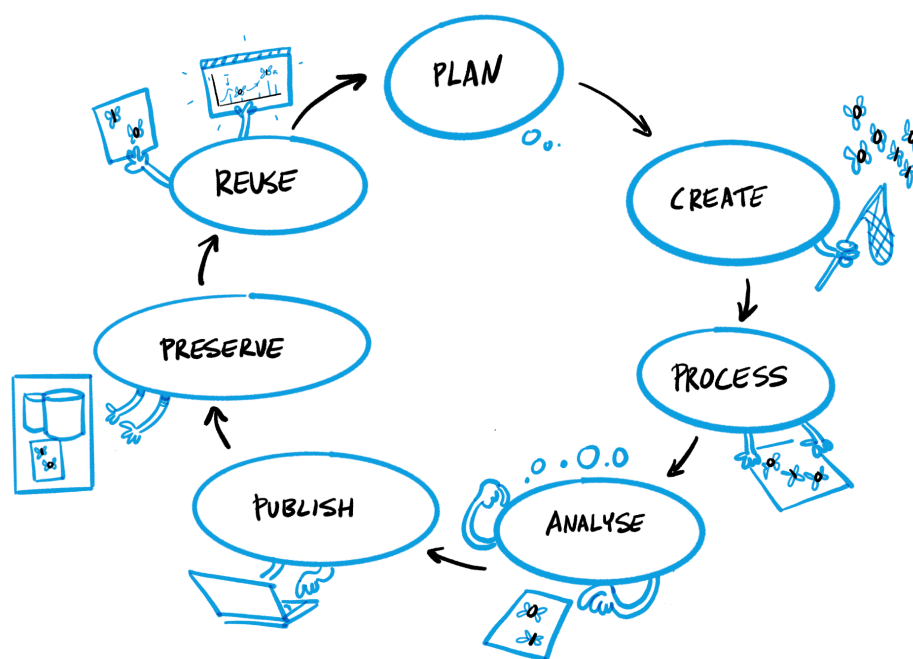 PLAN
CREATE
PROCESS
ANALYSE
PUBLISH
PRESERVE
REUSE